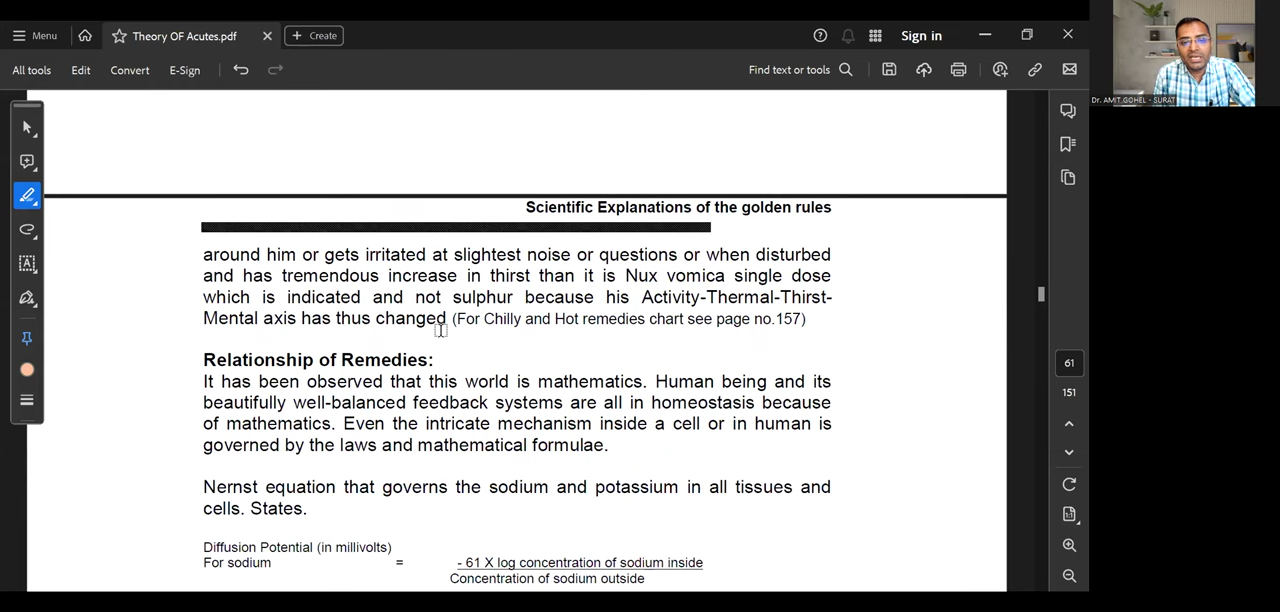 Menu
Theory OF Acutes.pdf
Create
Sign in
All tools
Edit
Convert
E-Sign
Find text or tools
Dr. AMIT GOHEL - SURAT
Scientific Explanations of the golden rules
around him or gets irritated at slightest noise or questions or when disturbed
and has tremendous increase in thirst than it is Nux vomica single dose
which is indicated and not sulphur because his Activity-Thermal-Thirst-
Mental axis has thus changed (For Chilly and Hot remedies chart see page no.157)
Relationship of Remedies:
It has been observed that this world is mathematics. Human being and its
beautifully well-balanced feedback systems are all in homeostasis because
of mathematics. Even the intricate mechanism inside a cell or in human is
governed by the laws and mathematical formulae.
Nernst equation that governs the sodium and potassium in all tissues and
cells. States.
Diffusion Potential (in millivolts)
For sodium = - 61 X log concentration of sodium inside
Concentration of sodium outside
61
151
1:1